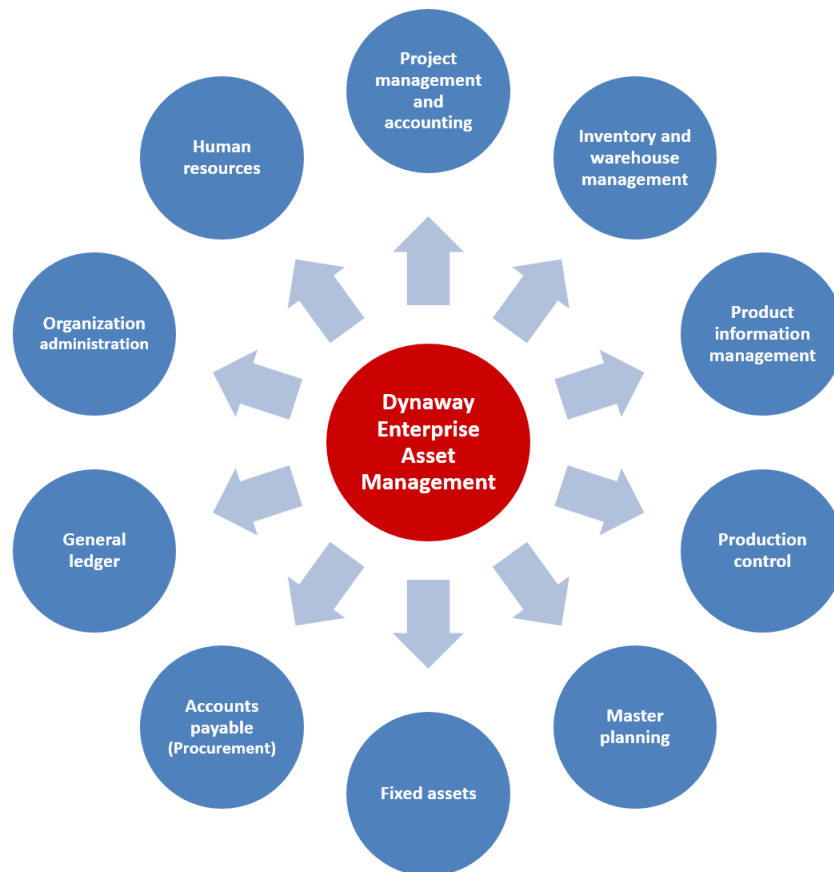 Project
management
and
accounting
Inventory and
warehouse
management
Product
information
management
Production
control
Master
planning
Fixed assets
Accounts
payable
(Procurement)
General
ledger
Organization
administration
Human
resources
Dynaway
Enterprise
Asset
Management